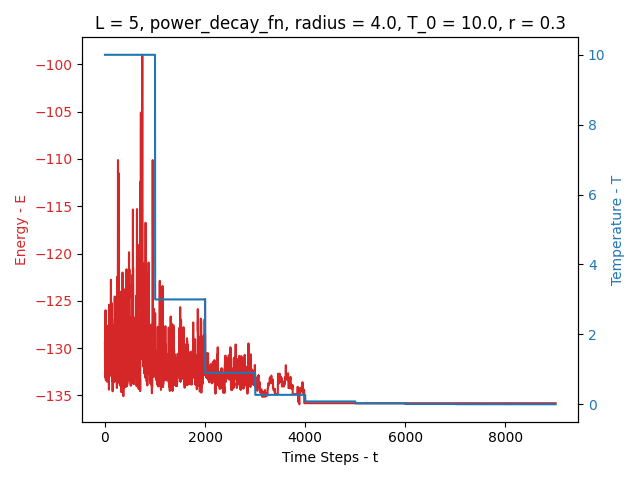 L = 5, power_decay_fn, radius = 4.0, T_0 = 10.0, r = 0.3
−100
−105
−110
−115
−120
−125
−130
−135
Energy - E
10
8
6
4
2
0
Temperature - T
0 2000 4000 6000 8000
Time Steps - t